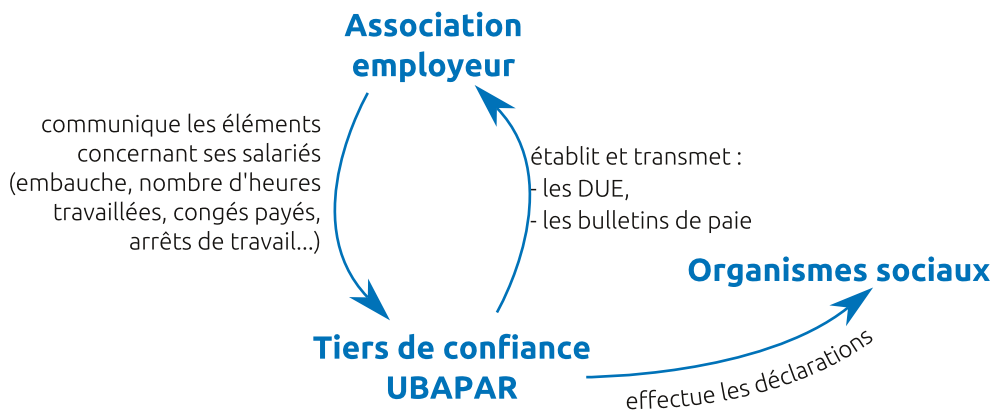 Association
employeur
communique les éléments
concernant ses salariés
(embauche, nombre d'heures
travaillées, congés payés,
arrêts de travail...)
établit et transmet :
- les DUE,
- les bulletins de paie
Organismes sociaux
Tiers de confiance
UBAPAR
effectue les déclarations